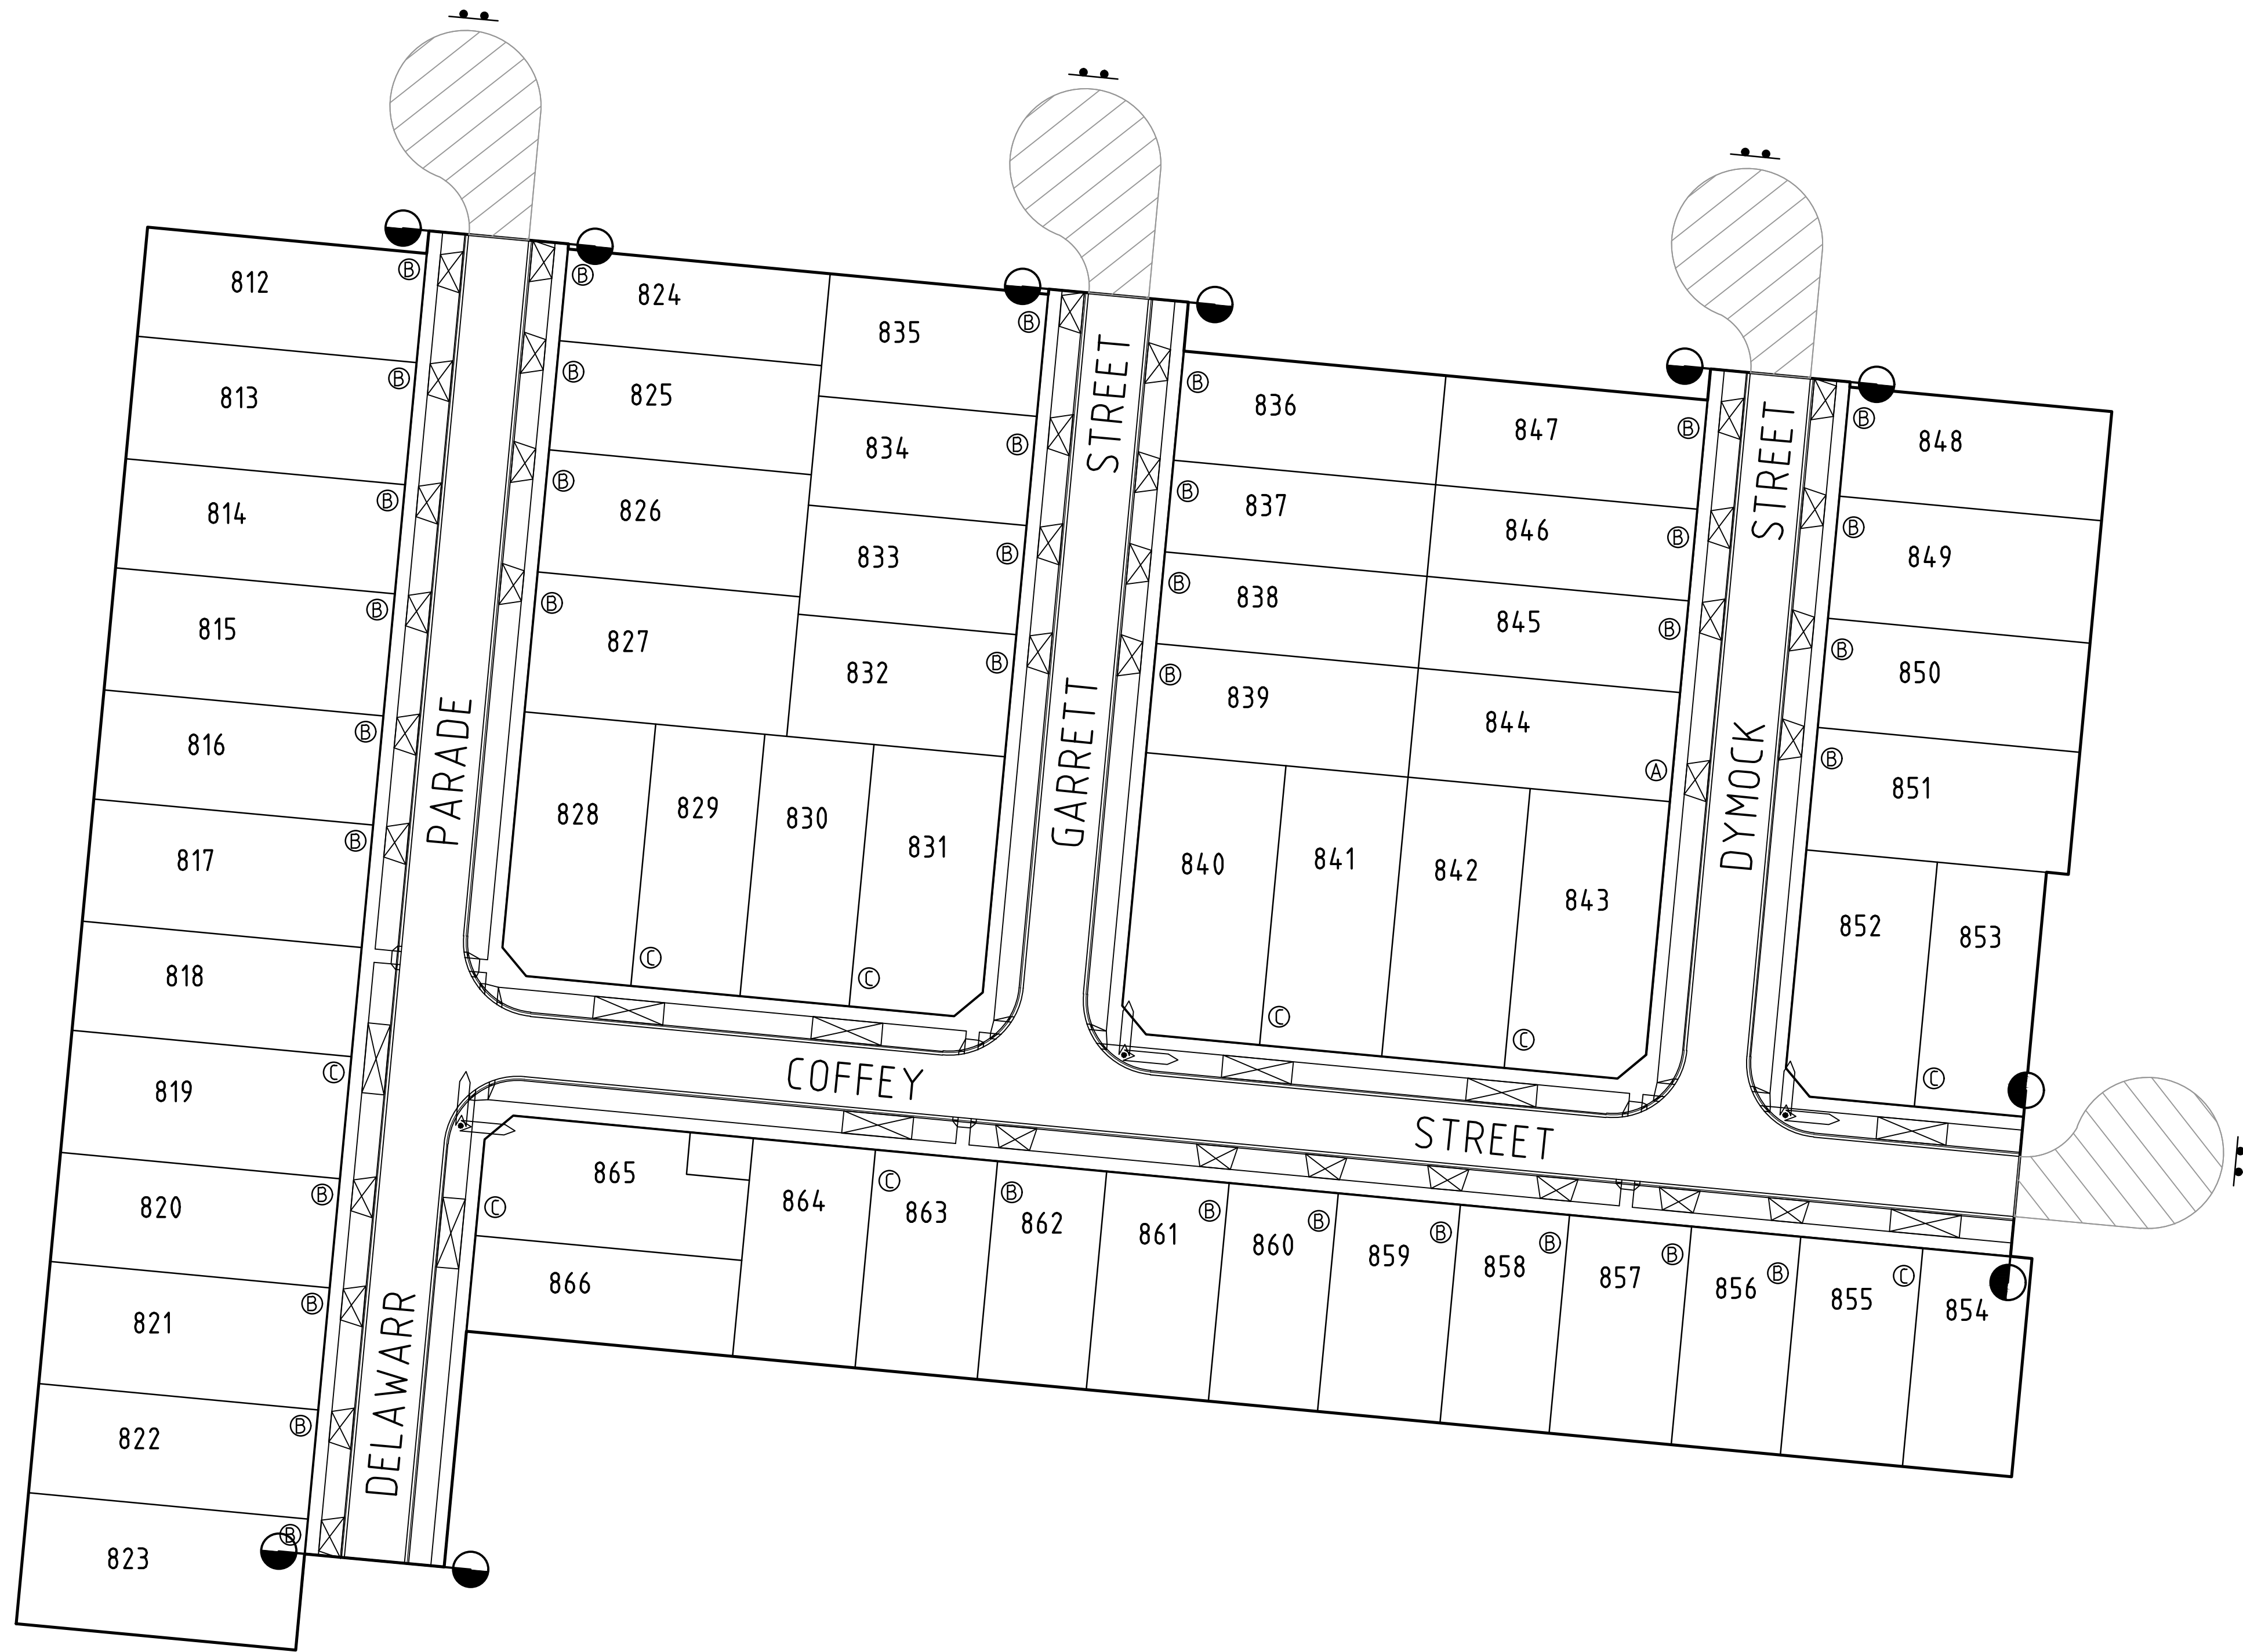 812
B
813
B
814
B
815
B
816
B
817
B
818
819
C
820
B
821
B
822
B
823
B
PARADE
DELAWARR
B
824
B
825
B
826
B
827
828
829
C
830
831
C
835
B
834
B
833
B
832
B
STREET
GARRETT
B
836
B
837
B
838
B
839
847
B
846
B
845
B
844
A
840
841
C
842
843
C
STREET
DYMOCK
B
848
B
849
B
850
B
851
852
853
C
COFFEY
STREET
865
C
866
864
C
863
B
862
861
B
860
B
859
B
858
B
857
B
856
B
855
C
854